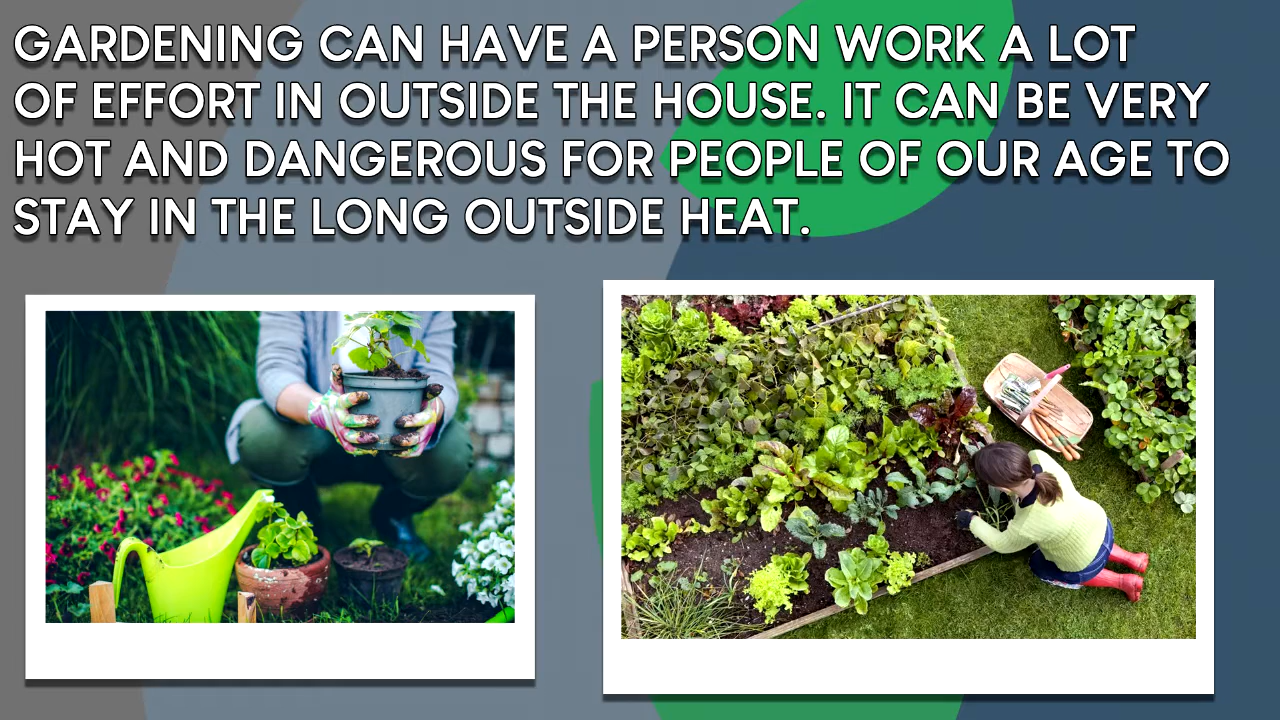 GARDENING CAN HAVE A PERSON WORK A LOT
OF EFFORT IN OUTSIDE THE HOUSE. IT CAN BE VERY
HOT AND DANGEROUS FOR PEOPLE OF OUR AGE TO
STAY IN THE LONG OUTSIDE HEAT.